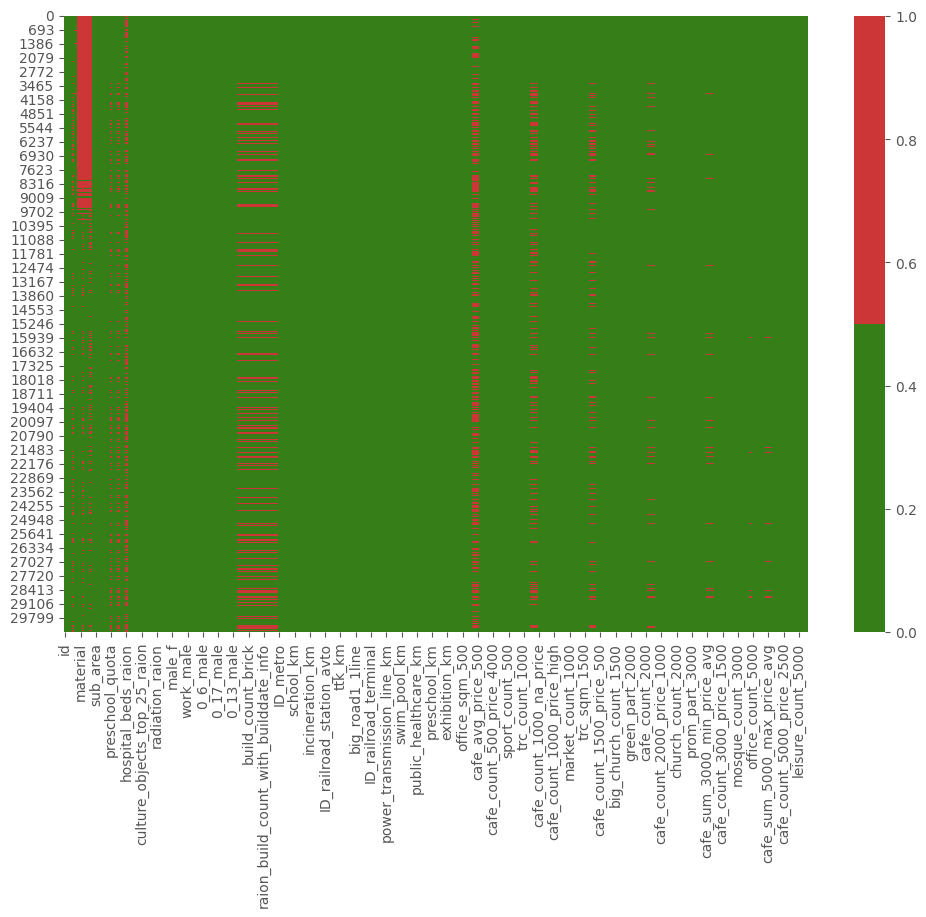 0
693
1386
2079
2772
3465
4158
4851
5544
6237
6930
7623
8316
9009
9702
10395
11088
11781
12474
13167
13860
14553
15246
15939
16632
17325
18018
18711
19404
20097
20790
21483
22176
22869
23562
24255
24948
25641
26334
27027
27720
28413
29106
29799
id
material
sub_area
preschool_quota
hospital_beds_raion
culture_objects_top_25_raion
radiation_raion
male_f
work_male
0_6_male
0_17_male
0_13_male
build_count_brick
raion_build_count_with_builddate_info
ID_metro
school_km
incineration_km
ID_railroad_station_avto
ttk_km
big_road1_1line
ID_railroad_terminal
power_transmission_line_km
swim_pool_km
public_healthcare_km
preschool_km
exhibition_km
office_sqm_500
cafe_avg_price_500
cafe_count_500_price_4000
sport_count_500
trc_count_1000
cafe_count_1000_na_price
cafe_count_1000_price_high
market_count_1000
trc_sqm_1500
cafe_count_1500_price_500
big_church_count_1500
green_part_2000
cafe_count_2000
cafe_count_2000_price_1000
church_count_2000
prom_part_3000
cafe_sum_3000_min_price_avg
cafe_count_3000_price_1500
mosque_count_3000
office_count_5000
cafe_sum_5000_max_price_avg
cafe_count_5000_price_2500
leisure_count_5000
1.0
0.8
0.6
0.4
0.2
0.0